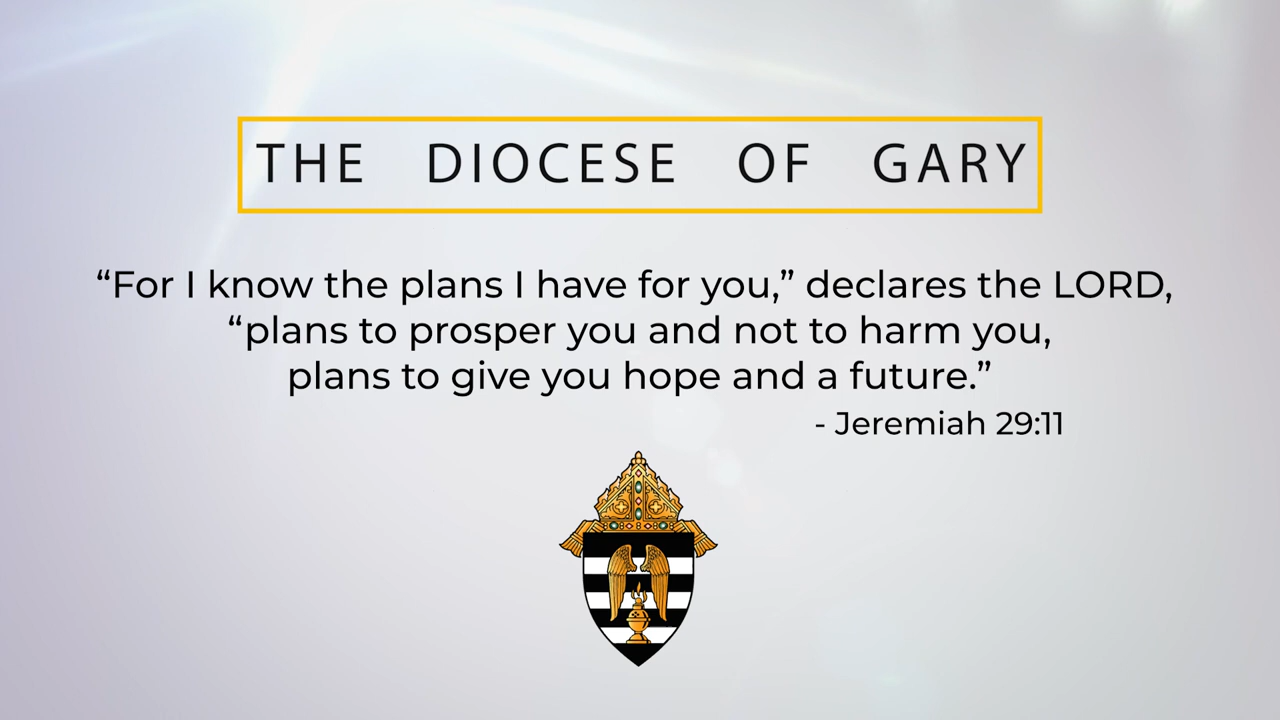 THE DIOCESE OF GARY
“For I know the plans I have for you,” declares the LORD,
“plans to prosper you and not to harm you,
plans to give you hope and a future.”
- Jeremiah 29:11